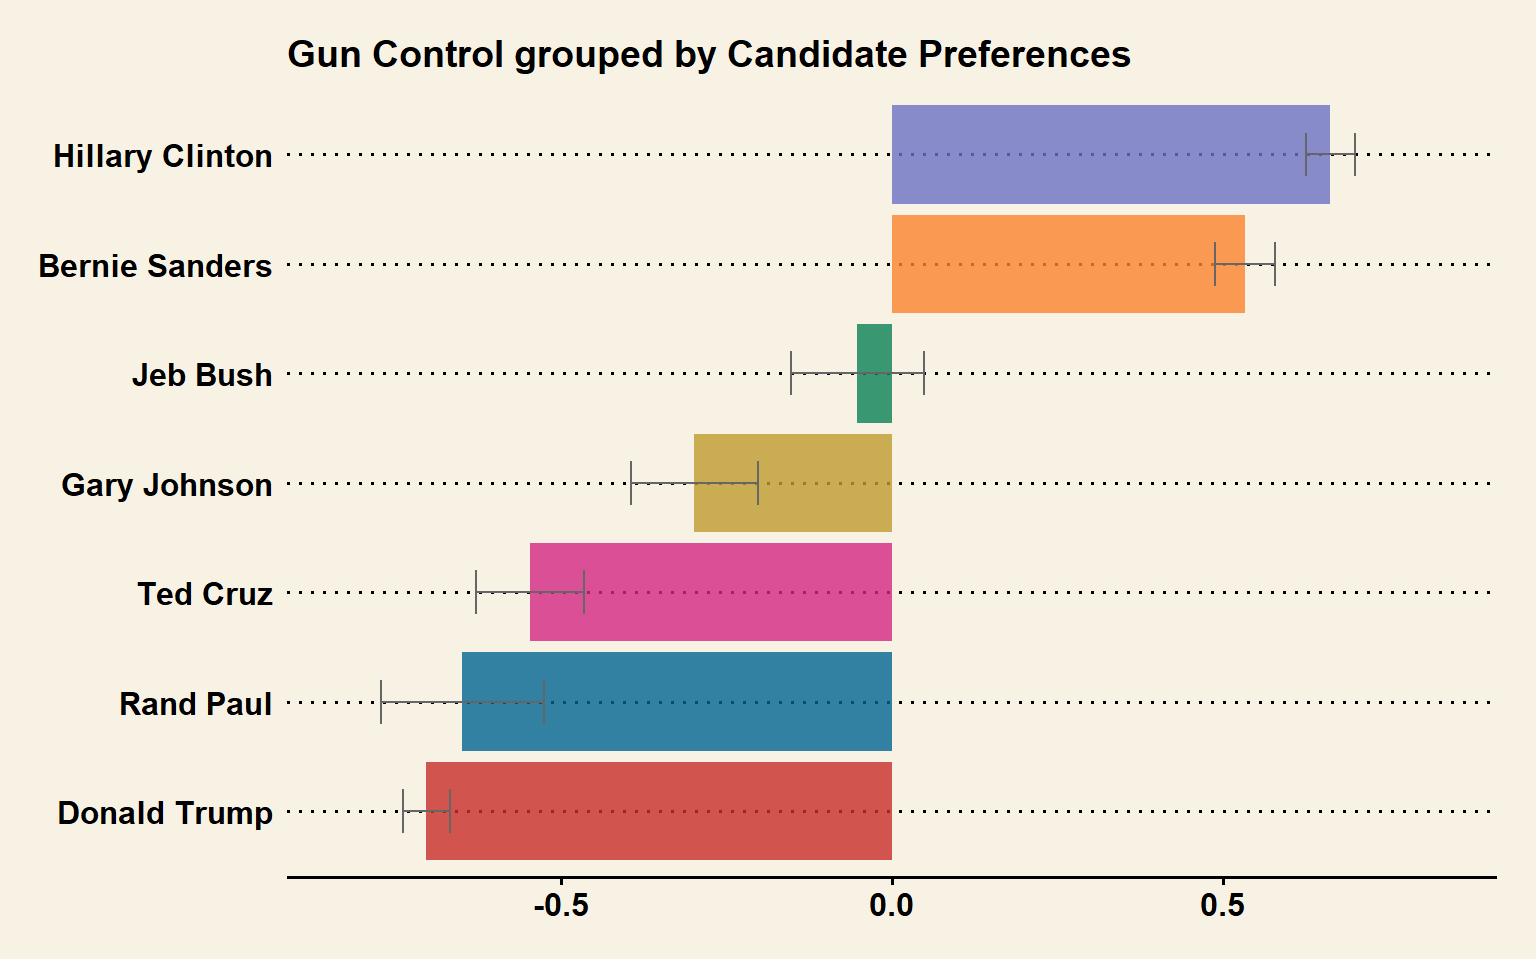 Gun Control grouped by Candidate Preferences
Hillary Clinton
Bernie Sanders
Jeb Bush
Gary Johnson
Ted Cruz
Rand Paul
Donald Trump
-0.5 0.0 0.5